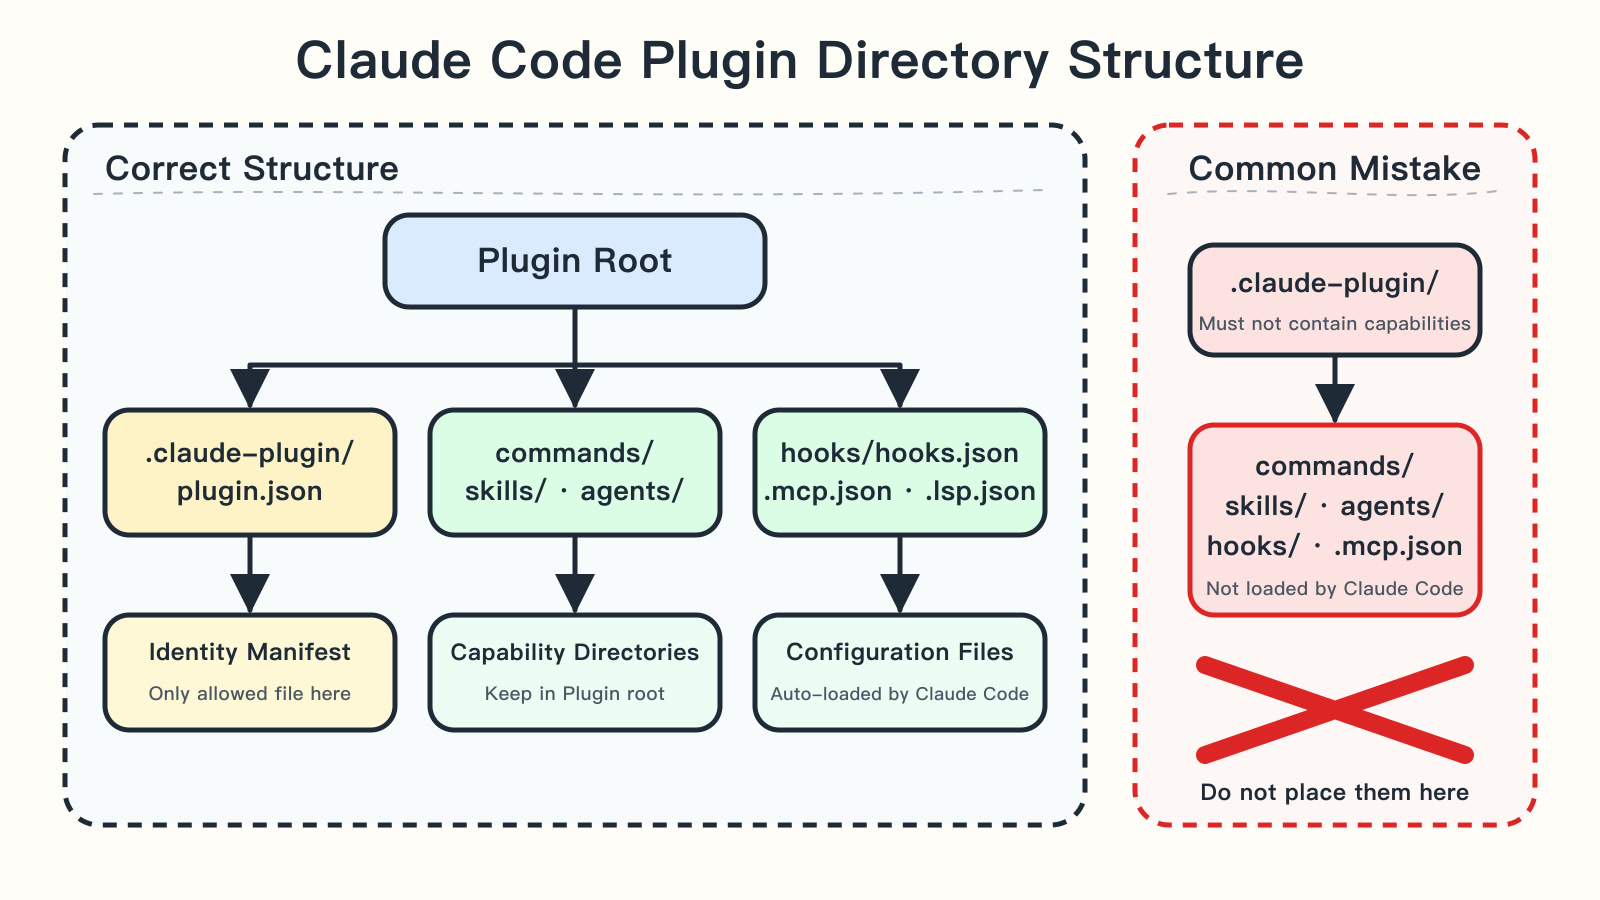 Claude Code Plugin Directory Structure
Correct Structure
Plugin Root
.claude-plugin/
plugin.json
commands/
skills/ · agents/
hooks/hooks.json
.mcp.json · .lsp.json
Identity Manifest
Only allowed file here
Capability Directories
Keep in Plugin root
Configuration Files
Auto-loaded by Claude Code
Common Mistake
.claude-plugin/
Must not contain capabilities
commands/
skills/ · agents/
hooks/ · .mcp.json
Not loaded by Claude Code
Do not place them here